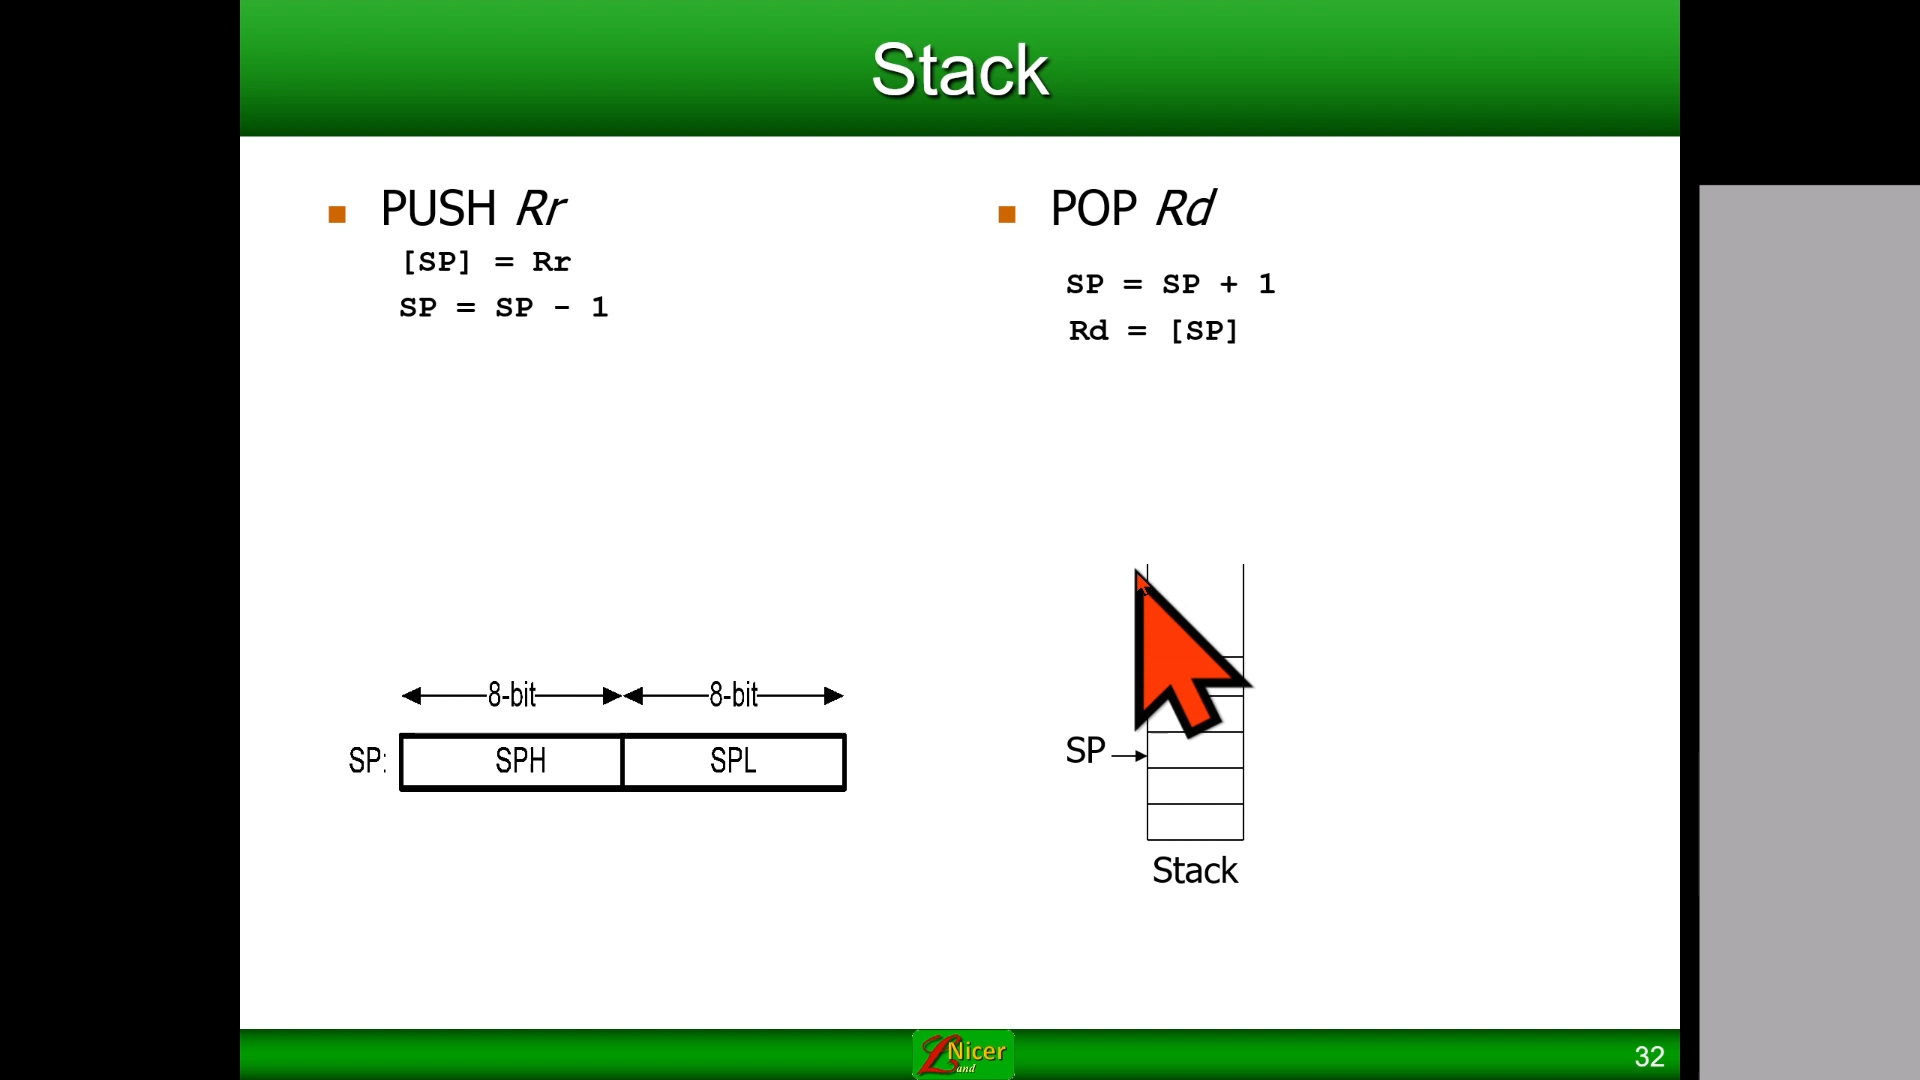 Stack
PUSH Rr
[SP] = Rr
SP = SP - 1
POP Rd
SP = SP + 1
Rd = [SP]
8-bit 8-bit
SP: SPH SPL
SP
Stack
Nicer
Land
32